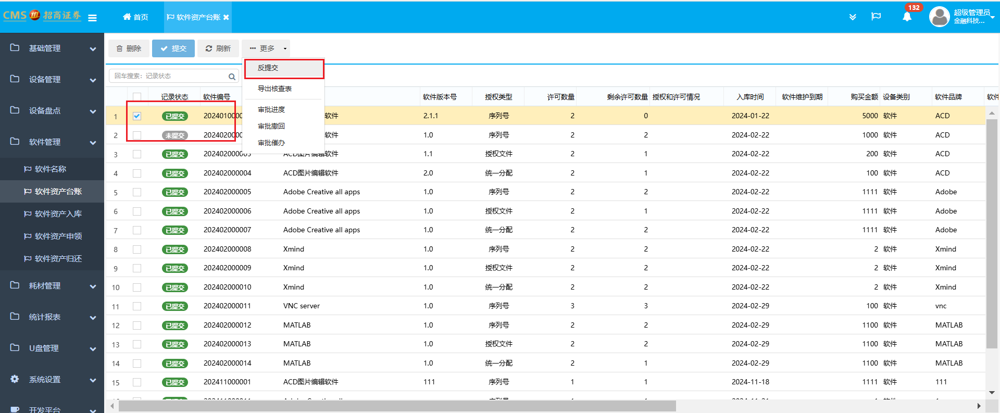 CMS 招商证券
首页
软件资产台账
132
超级管理员
金融科技...
基础管理
设备管理
设备盘点
软件管理
软件名称
软件资产台账
软件资产入库
软件资产申领
软件资产归还
耗材管理
统计报表
U盘管理
系统设置
开发平台
删除 提交 刷新 更多
回车搜索：记录状态
反提交
导出核查表
审批进度
审批撤回
审批催办
记录状态 软件编号 软件版本号 授权类型 许可数量 剩余许可数量 授权和许可情况 入库时间 软件维护到期 购买金额 设备类别 软件品牌 软件
1 已提交 202401000 软件 2.1.1 序列号 2 0 2024-01-22 5000 软件 ACD
2 未提交 202402000 软件 1.0 序列号 2 2 2024-02-22 1000 软件 ACD
3 已提交 202402000003 ACD图片编辑软件 1.1 授权文件 2 1 2024-02-22 200 软件 ACD
4 已提交 202402000004 ACD图片编辑软件 2.0 统一分配 2 1 2024-02-22 100 软件 ACD
5 已提交 202402000005 Adobe Creative all apps 1.0 序列号 2 2 2024-02-22 1111 软件 Adobe
6 已提交 202402000006 Adobe Creative all apps 1.0 授权文件 2 1 2024-02-22 1111 软件 Adobe
7 已提交 202402000007 Adobe Creative all apps 1.0 统一分配 2 2 2024-02-22 1111 软件 Adobe
8 已提交 202402000008 Xmind 1.0 序列号 2 2 2024-02-22 2 软件 Xmind
9 已提交 202402000009 Xmind 1.0 授权文件 2 2 2024-02-22 2 软件 Xmind
10 已提交 202402000010 Xmind 1.0 统一分配 2 2 2024-02-22 2 软件 Xmind
11 已提交 202402000011 VNC server 1.0 序列号 3 3 2024-02-29 100 软件 vnc
12 已提交 202402000012 MATLAB 1.0 序列号 2 2 2024-02-29 1100 软件 MATLAB
13 已提交 202402000013 MATLAB 1.0 授权文件 2 2 2024-02-29 1100 软件 MATLAB
14 已提交 202402000014 MATLAB 1.0 统一分配 2 1 2024-02-29 1100 软件 MATLAB
15 已提交 202411000001 ACD图片编辑软件 111 序列号 1 1 2024-11-18 1111 软件 111